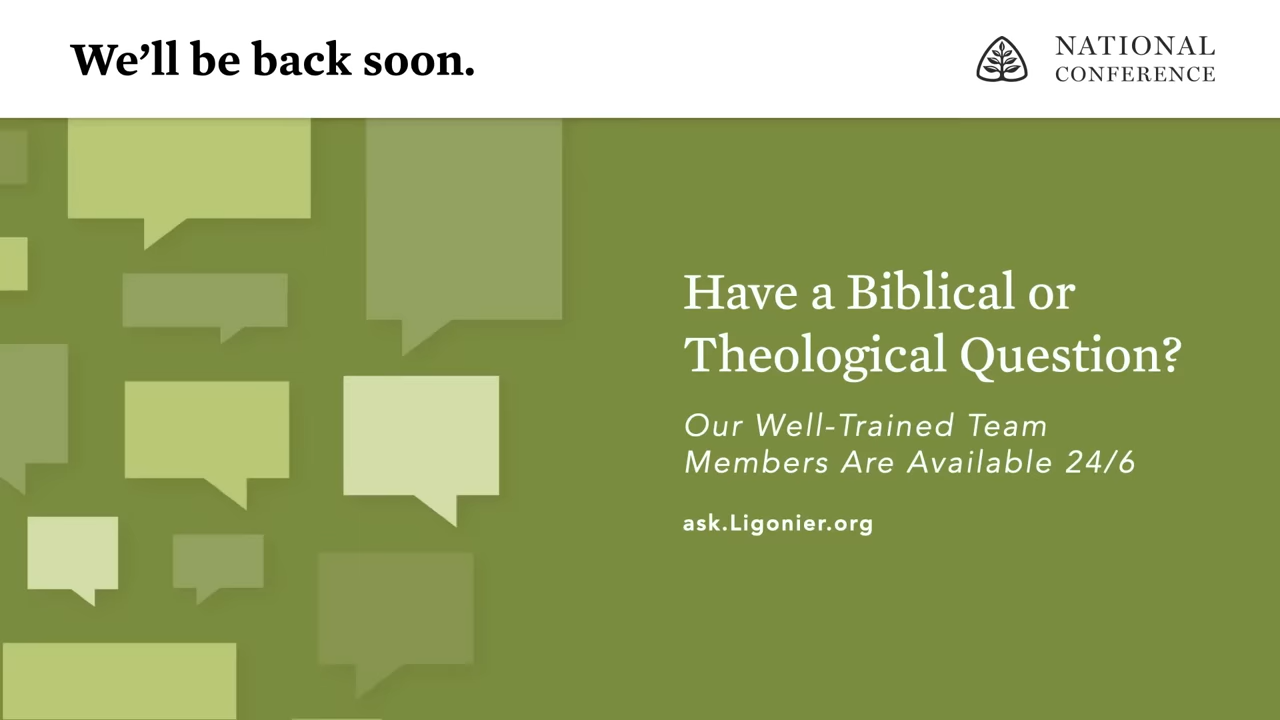 We’ll be back soon.
NATIONAL
CONFERENCE
Have a Biblical or
Theological Question?
Our Well-Trained Team
Members Are Available 24/6
ask.Ligonier.org